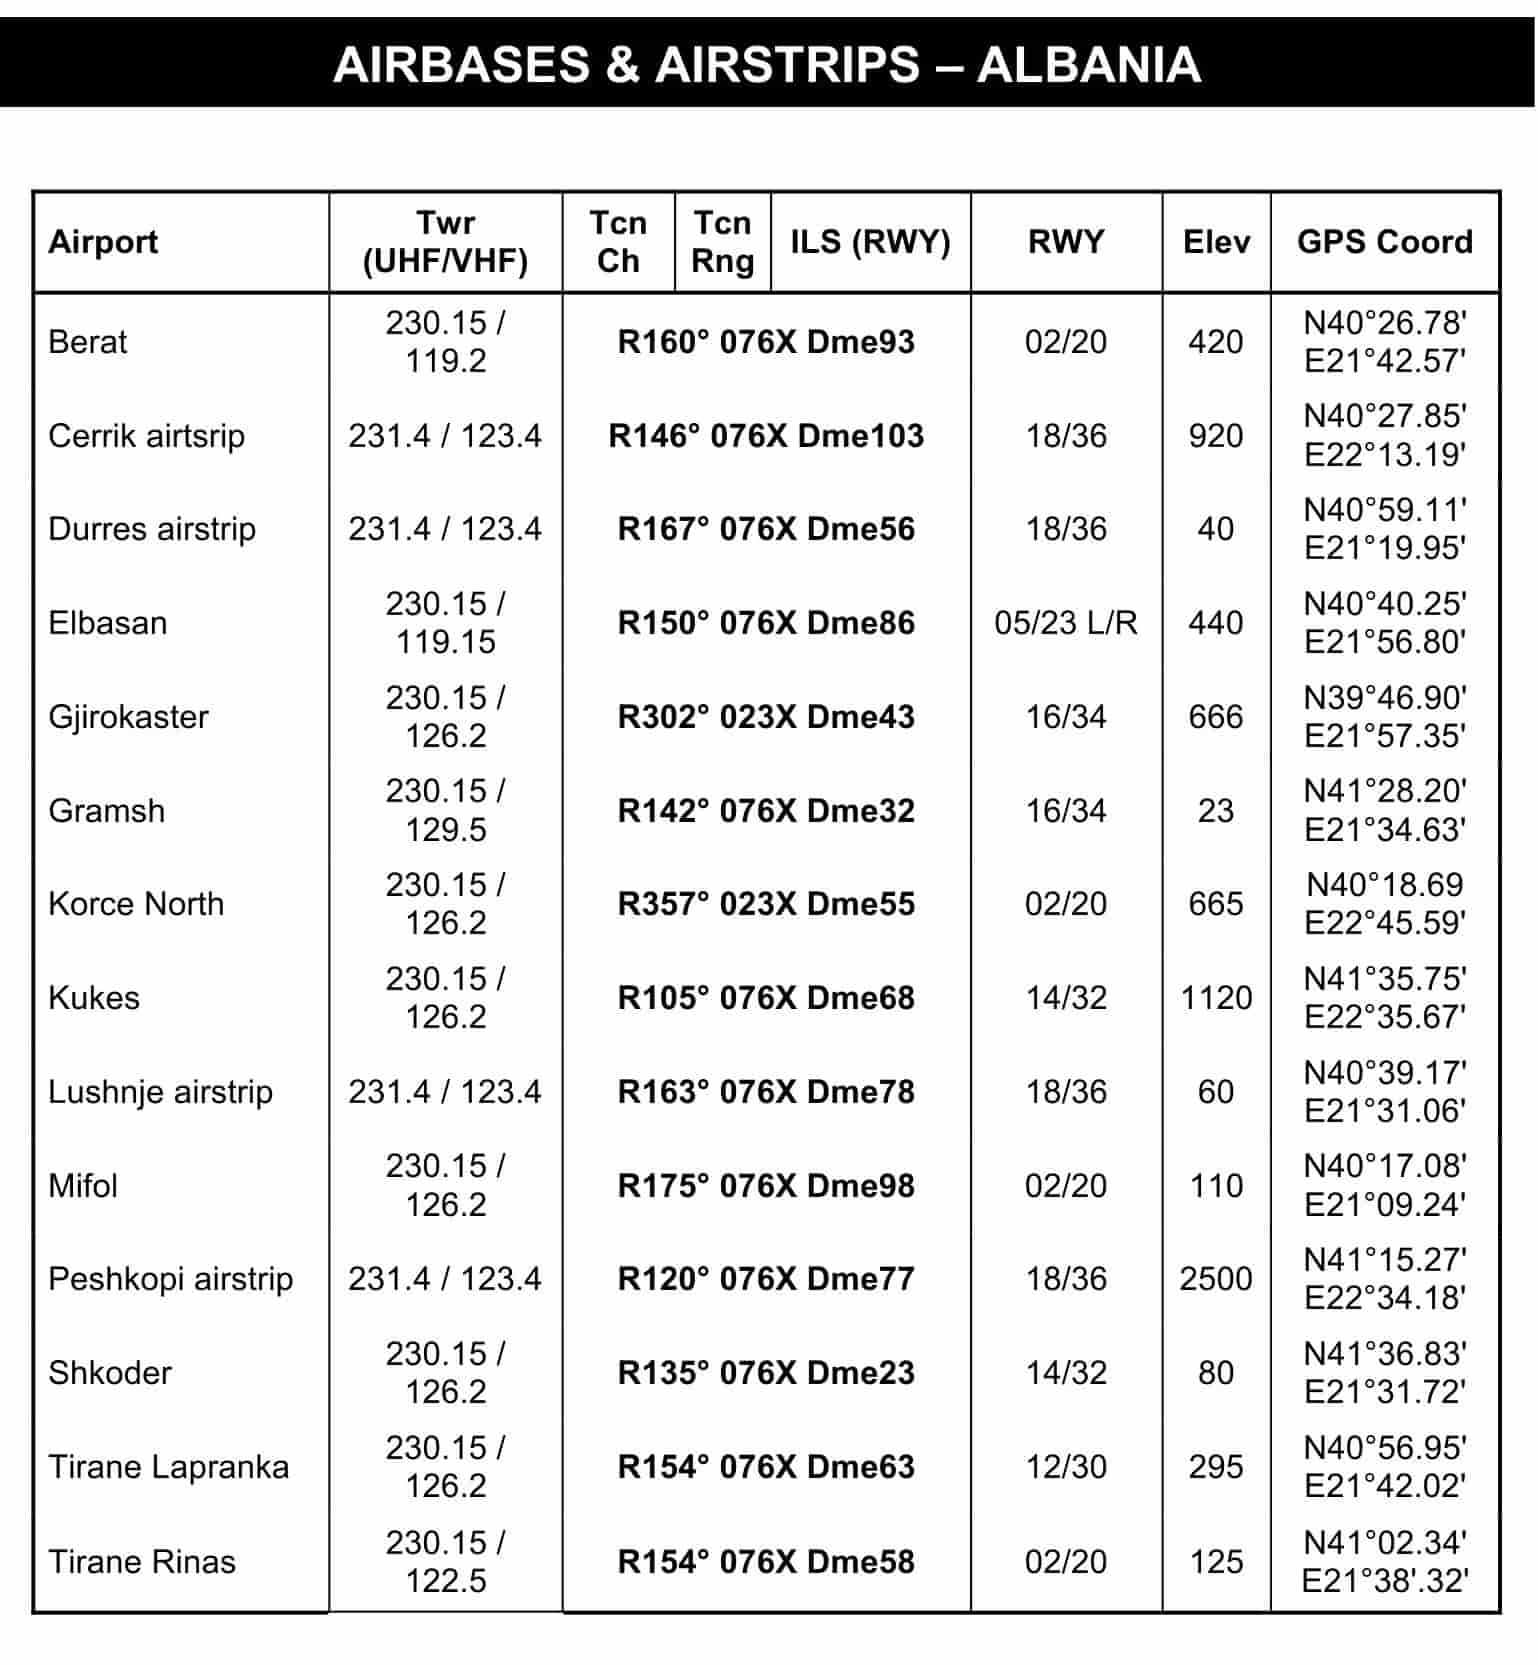 AIRBASES & AIRSTRIPS – ALBANIA
Airport Twr (UHF/VHF) Tcn Ch Tcn Rng ILS (RWY) RWY Elev GPS Coord
Berat 230.15 / 119.2 R160° 076X Dme93 02/20 420 N40°26.78' E21°42.57'
Cerrik airtsrip 231.4 / 123.4 R146° 076X Dme103 18/36 920 N40°27.85' E22°13.19'
Durres airstrip 231.4 / 123.4 R167° 076X Dme56 18/36 40 N40°59.11' E21°19.95'
Elbasan 230.15 / 119.15 R150° 076X Dme86 05/23 L/R 440 N40°40.25' E21°56.80'
Gjirokaster 230.15 / 126.2 R302° 023X Dme43 16/34 666 N39°46.90' E21°57.35'
Gramsh 230.15 / 129.5 R142° 076X Dme32 16/34 23 N41°28.20' E21°34.63'
Korce North 230.15 / 126.2 R357° 023X Dme55 02/20 665 N40°18.69 E22°45.59'
Kukes 230.15 / 126.2 R105° 076X Dme68 14/32 1120 N41°35.75' E22°35.67'
Lushnje airstrip 231.4 / 123.4 R163° 076X Dme78 18/36 60 N40°39.17' E21°31.06'
Mifol 230.15 / 126.2 R175° 076X Dme98 02/20 110 N40°17.08' E21°09.24'
Peshkopi airstrip 231.4 / 123.4 R120° 076X Dme77 18/36 2500 N41°15.27' E22°34.18'
Shkoder 230.15 / 126.2 R135° 076X Dme23 14/32 80 N41°36.83' E21°31.72'
Tirane Lapranka 230.15 / 126.2 R154° 076X Dme63 12/30 295 N40°56.95' E21°42.02'
Tirane Rinas 230.15 / 122.5 R154° 076X Dme58 02/20 125 N41°02.34' E21°38'.32'